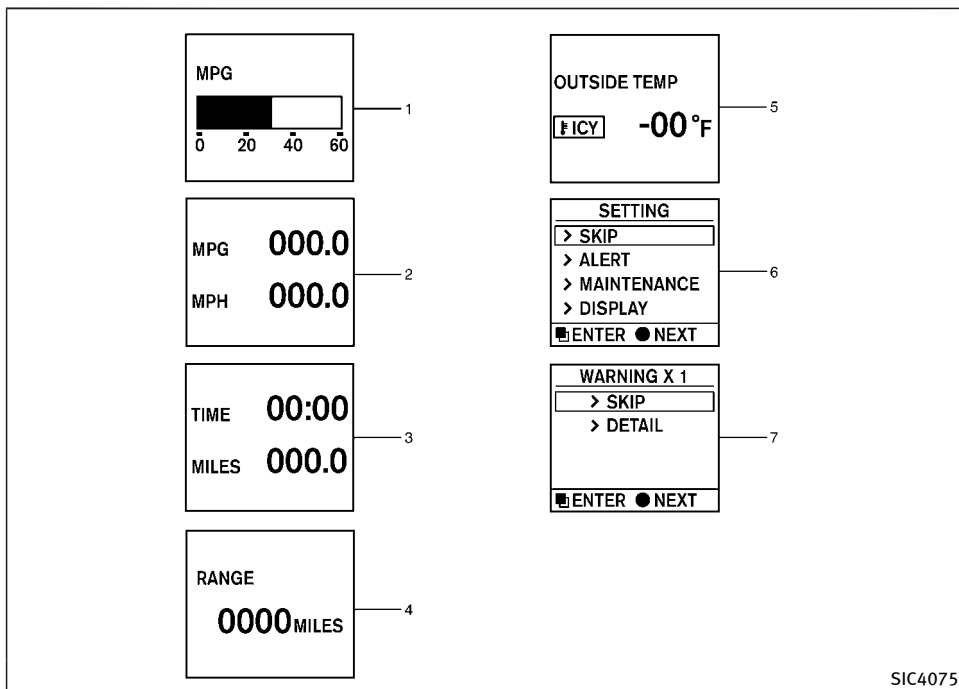 MPG
0 20 40 60
1
MPG 000.0
MPH 000.0
2
TIME 00:00
MILES 000.0
3
RANGE
0000 MILES
4
OUTSIDE TEMP
ICY -00°F
5
SETTING
> SKIP
> ALERT
> MAINTENANCE
> DISPLAY
ENTER ● NEXT
6
WARNING X 1
> SKIP
> DETAIL
ENTER ● NEXT
7
SIC4075